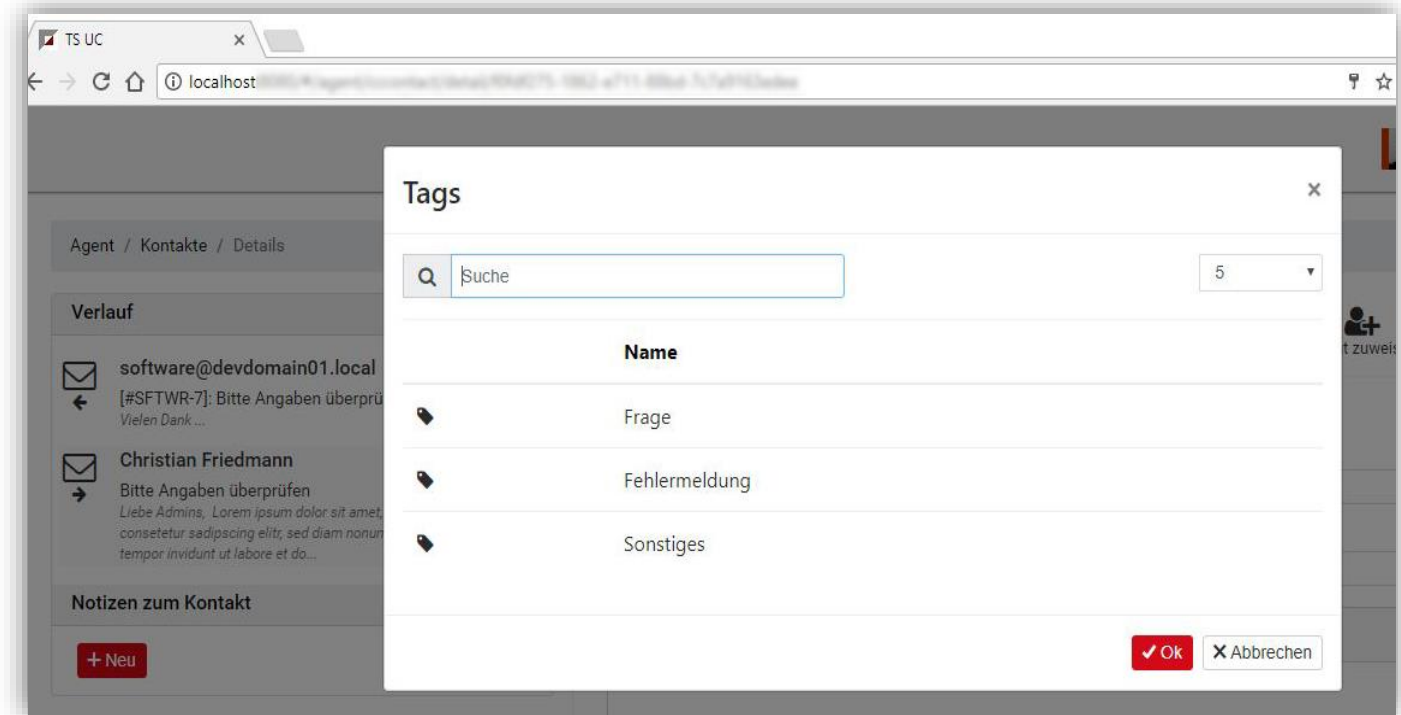 TS UC
localhost
Tags
Agent / Kontakte / Details
Suche
5
Verlauf
Name
software@devdomain01.local
[#SFTWR-7]: Bitte Angaben überprü
Vielen Dank ...
Frage
Christian Friedmann
Bitte Angaben überprüfen
Liebe Admins, Lorem ipsum dolor sit amet,
consetetur sadipscing elitr, sed diam nonum
tempor invidunt ut labore et do...
Fehlermeldung
Sonstiges
t zuweis
Notizen zum Kontakt
Neu
Ok
Abbrechen